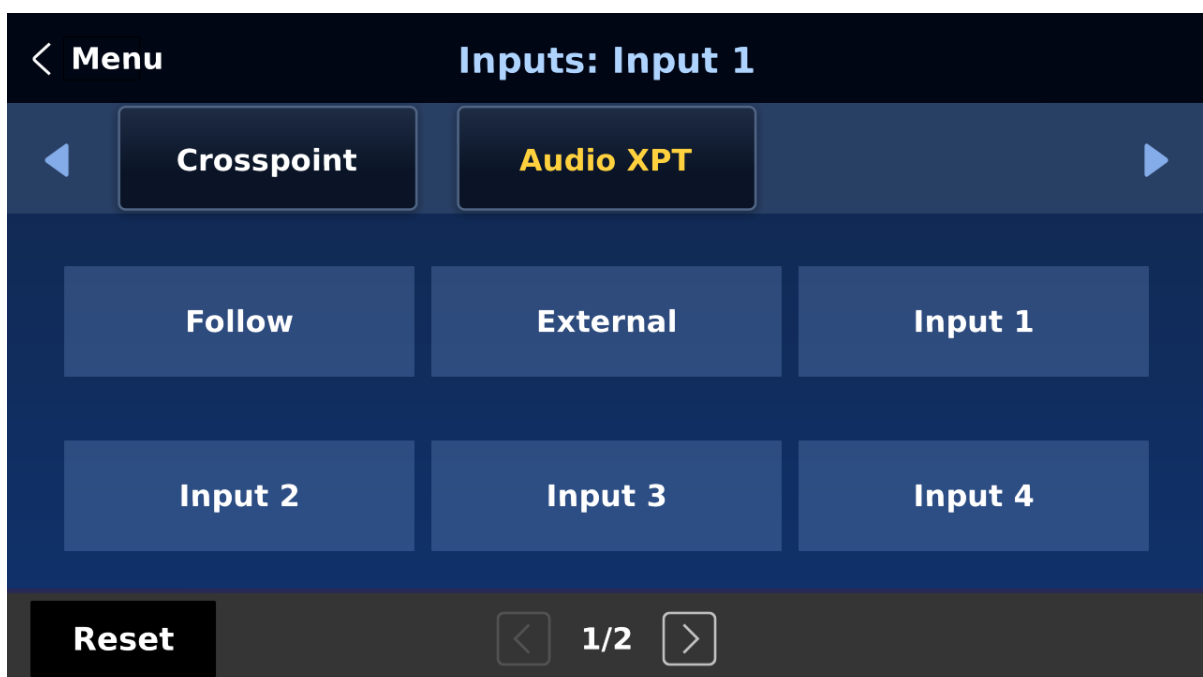 Menu
Inputs: Input 1
Crosspoint
Audio XPT
Follow
External
Input 1
Input 2
Input 3
Input 4
Reset
1/2